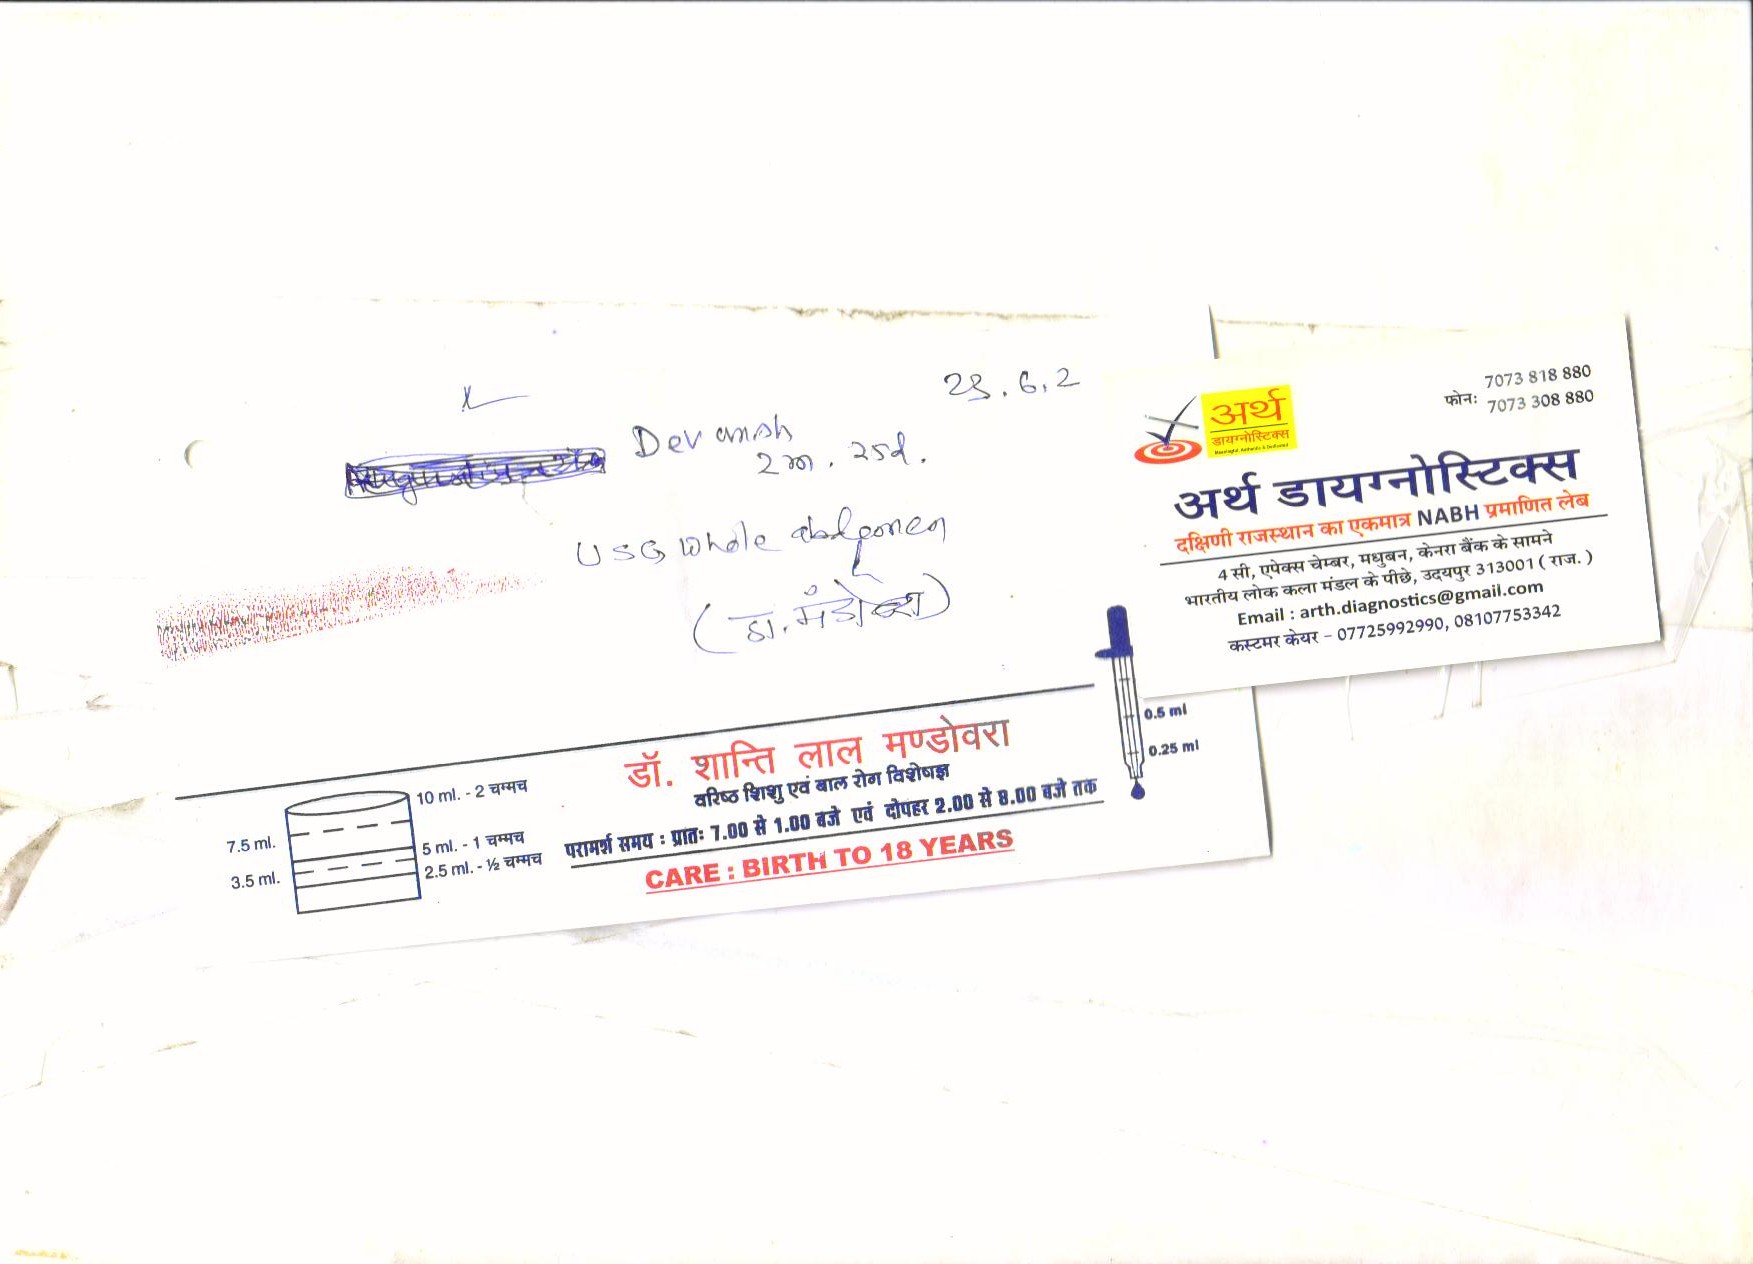 23.6.2
Devansh
2m. 25d.
USG Whole abdomen
(डा. मंडोवरा)
अर्थ
डायग्नोस्टिक्स
7073 818 880
फोन: 7073 308 880
अर्थ डायग्नोस्टिक्स
दक्षिणी राजस्थान का एकमात्र NABH प्रमाणित लेब
4 सी, एपेक्स चेम्बर, मधुबन, केनरा बैंक के सामने
भारतीय लोक कला मंडल के पीछे, उदयपुर 313001 ( राज. )
Email : arth.diagnostics@gmail.com
कस्टमर केयर – 07725992990, 08107753342
0.5 ml
0.25 ml
डॉ. शान्ति लाल मण्डोवरा
वरिष्ठ शिशु एवं बाल रोग विशेषज्ञ
परामर्श समय : प्रातः 7.00 से 1.00 बजे एवं दोपहर 2.00 से 8.00 बजे तक
CARE : BIRTH TO 18 YEARS
10 ml. - 2 चम्मच
7.5 ml.
5 ml. - 1 चम्मच
2.5 ml. - ½ चम्मच
3.5 ml.